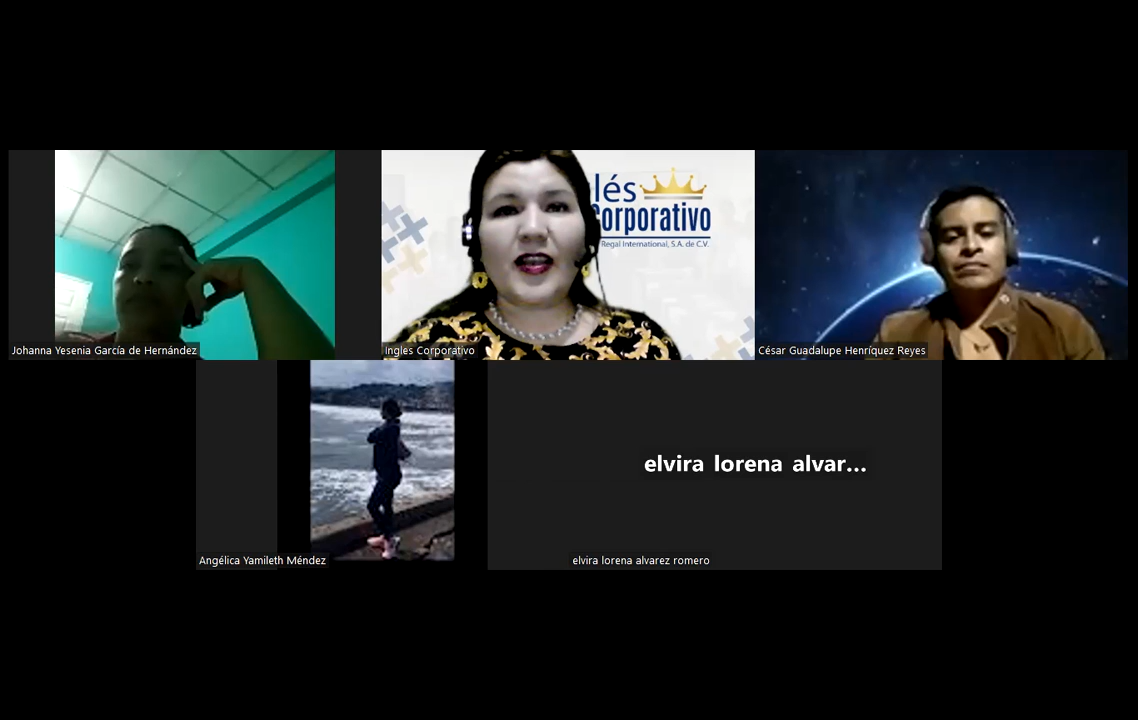 lés
Corporativo
Regal International, S.A. de C.V.
Johanna Yesenia García de Hernández
Ingles Corporativo
César Guadalupe Henríquez Reyes
elvira lorena alvar...
Angélica Yamileth Méndez
elvira lorena alvarez romero